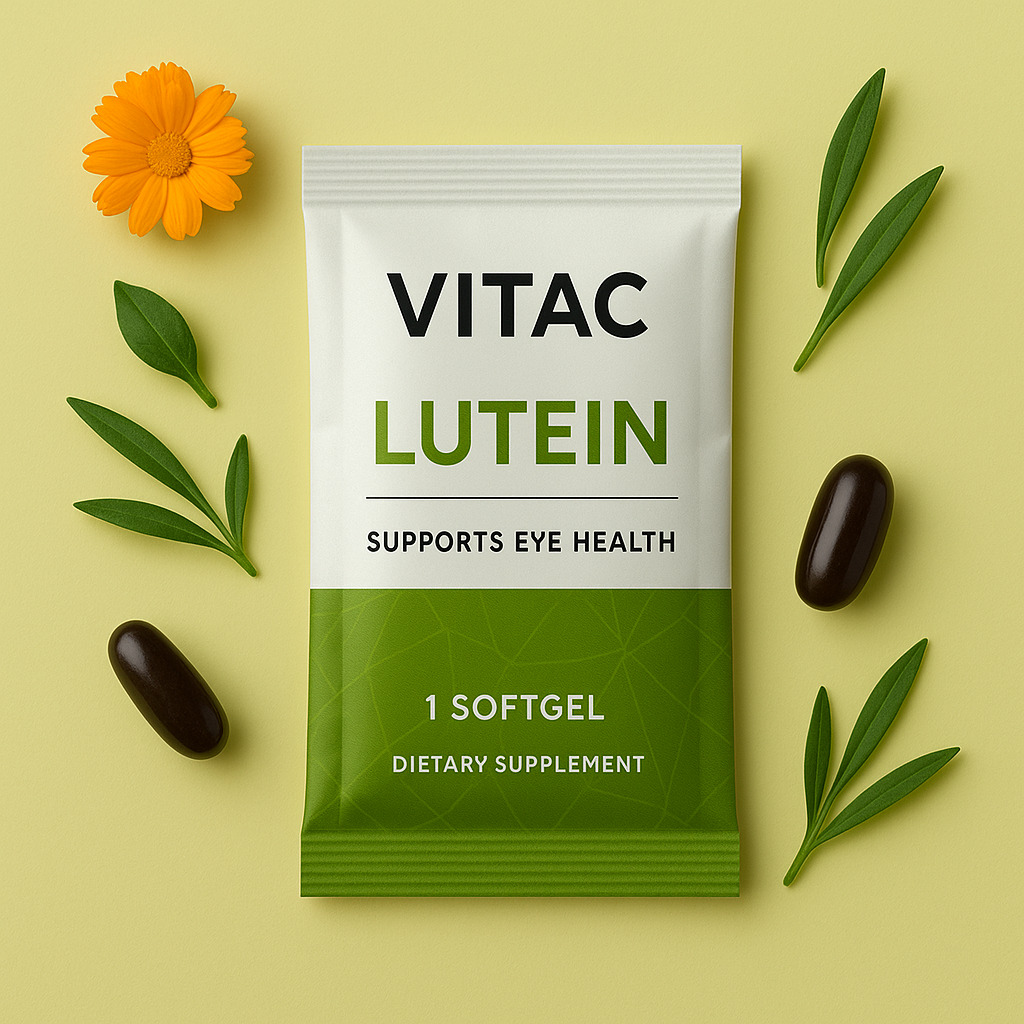 VITAC
LUTEIN
SUPPORTS EYE HEALTH
1 SOFTGEL
DIETARY SUPPLEMENT